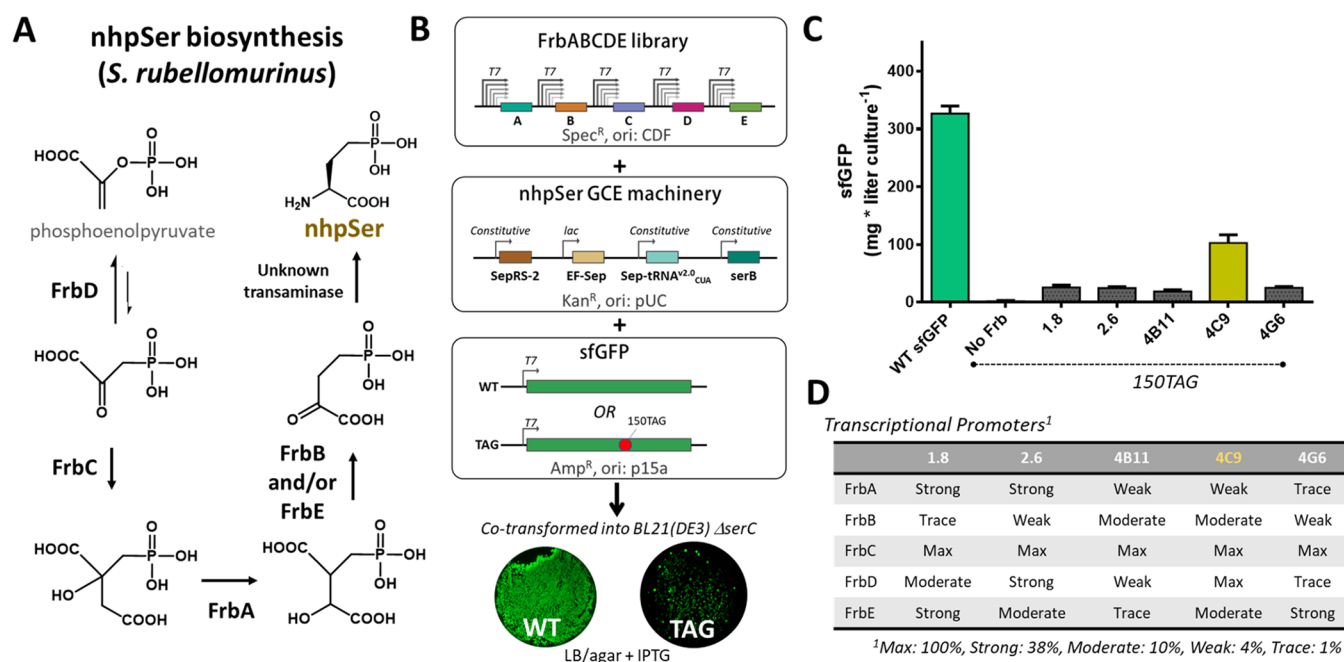 A
nhpSer biosynthesis
(S. rubellomurinus)
HOOC
O
O
P
OH
OH
phosphoenolpyruvate
FrbD
HOOC
O
O
P
OH
OH
FrbC
HOOC
O
P
OH
OH
HO
COOH
FrbA
HOOC
O
P
OH
OH
HO
COOH
FrbB
and/or
FrbE
O
P
OH
OH
O
COOH
Unknown
transaminase
O
P
OH
OH
H₂N
COOH
nhpSer
B
FrbABCDE library
T7 T7 T7 T7 T7
A B C D E
Specᴿ, ori: CDF
+
nhpSer GCE machinery
Constitutive lac Constitutive Constitutive
SepRS-2 EF-Sep Sep-tRNAᵛ²·⁰CUA serB
Kanᴿ, ori: pUC
+
sfGFP
T7
WT
OR
T7
150TAG
TAG
Ampᴿ, ori: p15a
Co-transformed into BL21(DE3) ΔserC
WT TAG
LB/agar + IPTG
C
sfGFP
(mg * liter culture⁻¹)
400
300
200
100
0
WT sfGFP No Frb 1.8 2.6 4B11 4C9 4G6
150TAG
D
Transcriptional Promoters¹
1.8 2.6 4B11 4C9 4G6
FrbA Strong Strong Weak Weak Trace
FrbB Trace Weak Moderate Moderate Weak
FrbC Max Max Max Max Max
FrbD Moderate Strong Weak Max Trace
FrbE Strong Moderate Trace Moderate Strong
¹Max: 100%, Strong: 38%, Moderate: 10%, Weak: 4%, Trace: 1%